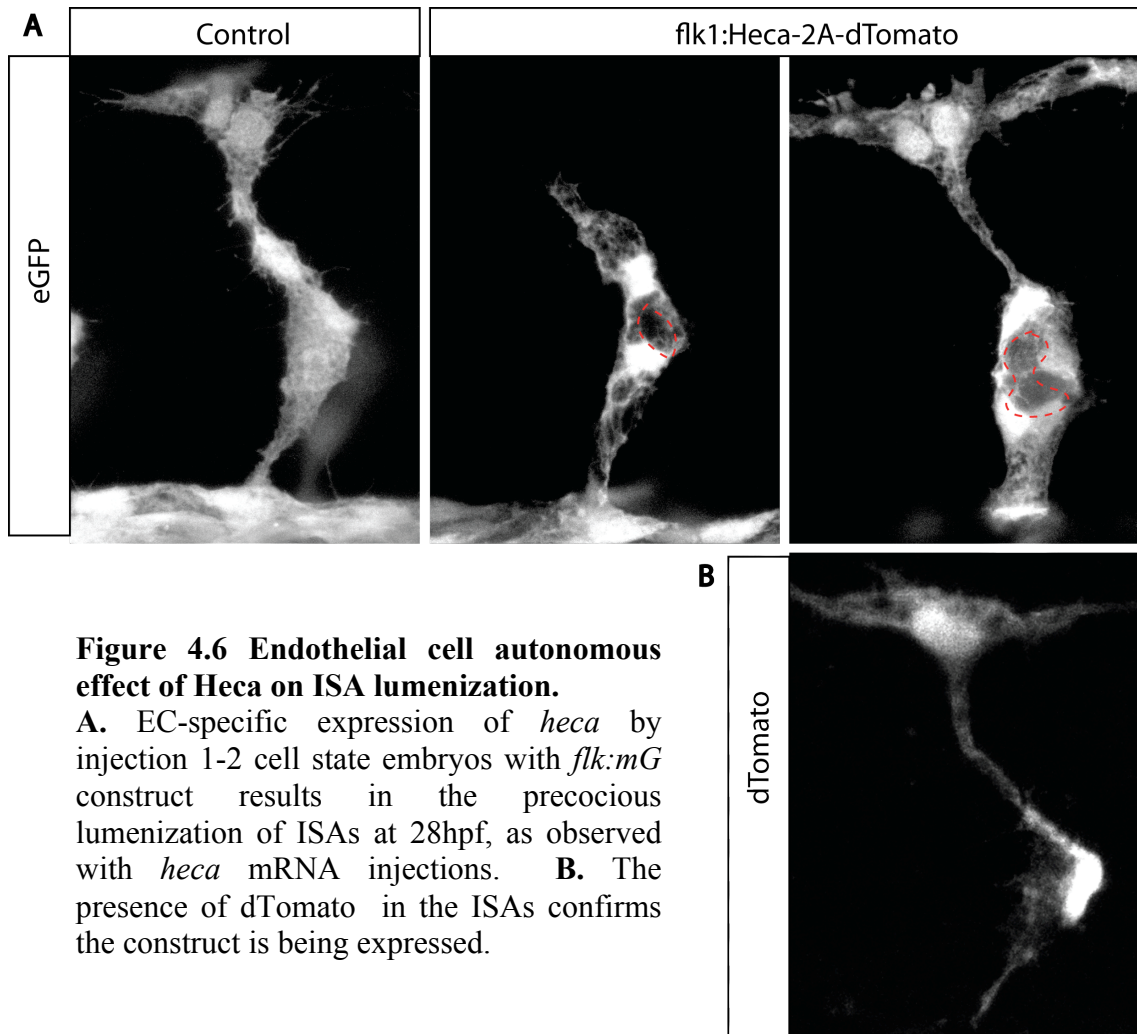 A
Control
flk1:Heca-2A-dTomato
eGFP
B
dTomato
Figure 4.6 Endothelial cell autonomous
effect of Heca on ISA lumenization.
A. EC-specific expression of heca by
injection 1-2 cell state embryos with flk:mG
construct results in the precocious
lumenization of ISAs at 28hpf, as observed
with heca mRNA injections. B. The
presence of dTomato in the ISAs confirms
the construct is being expressed.